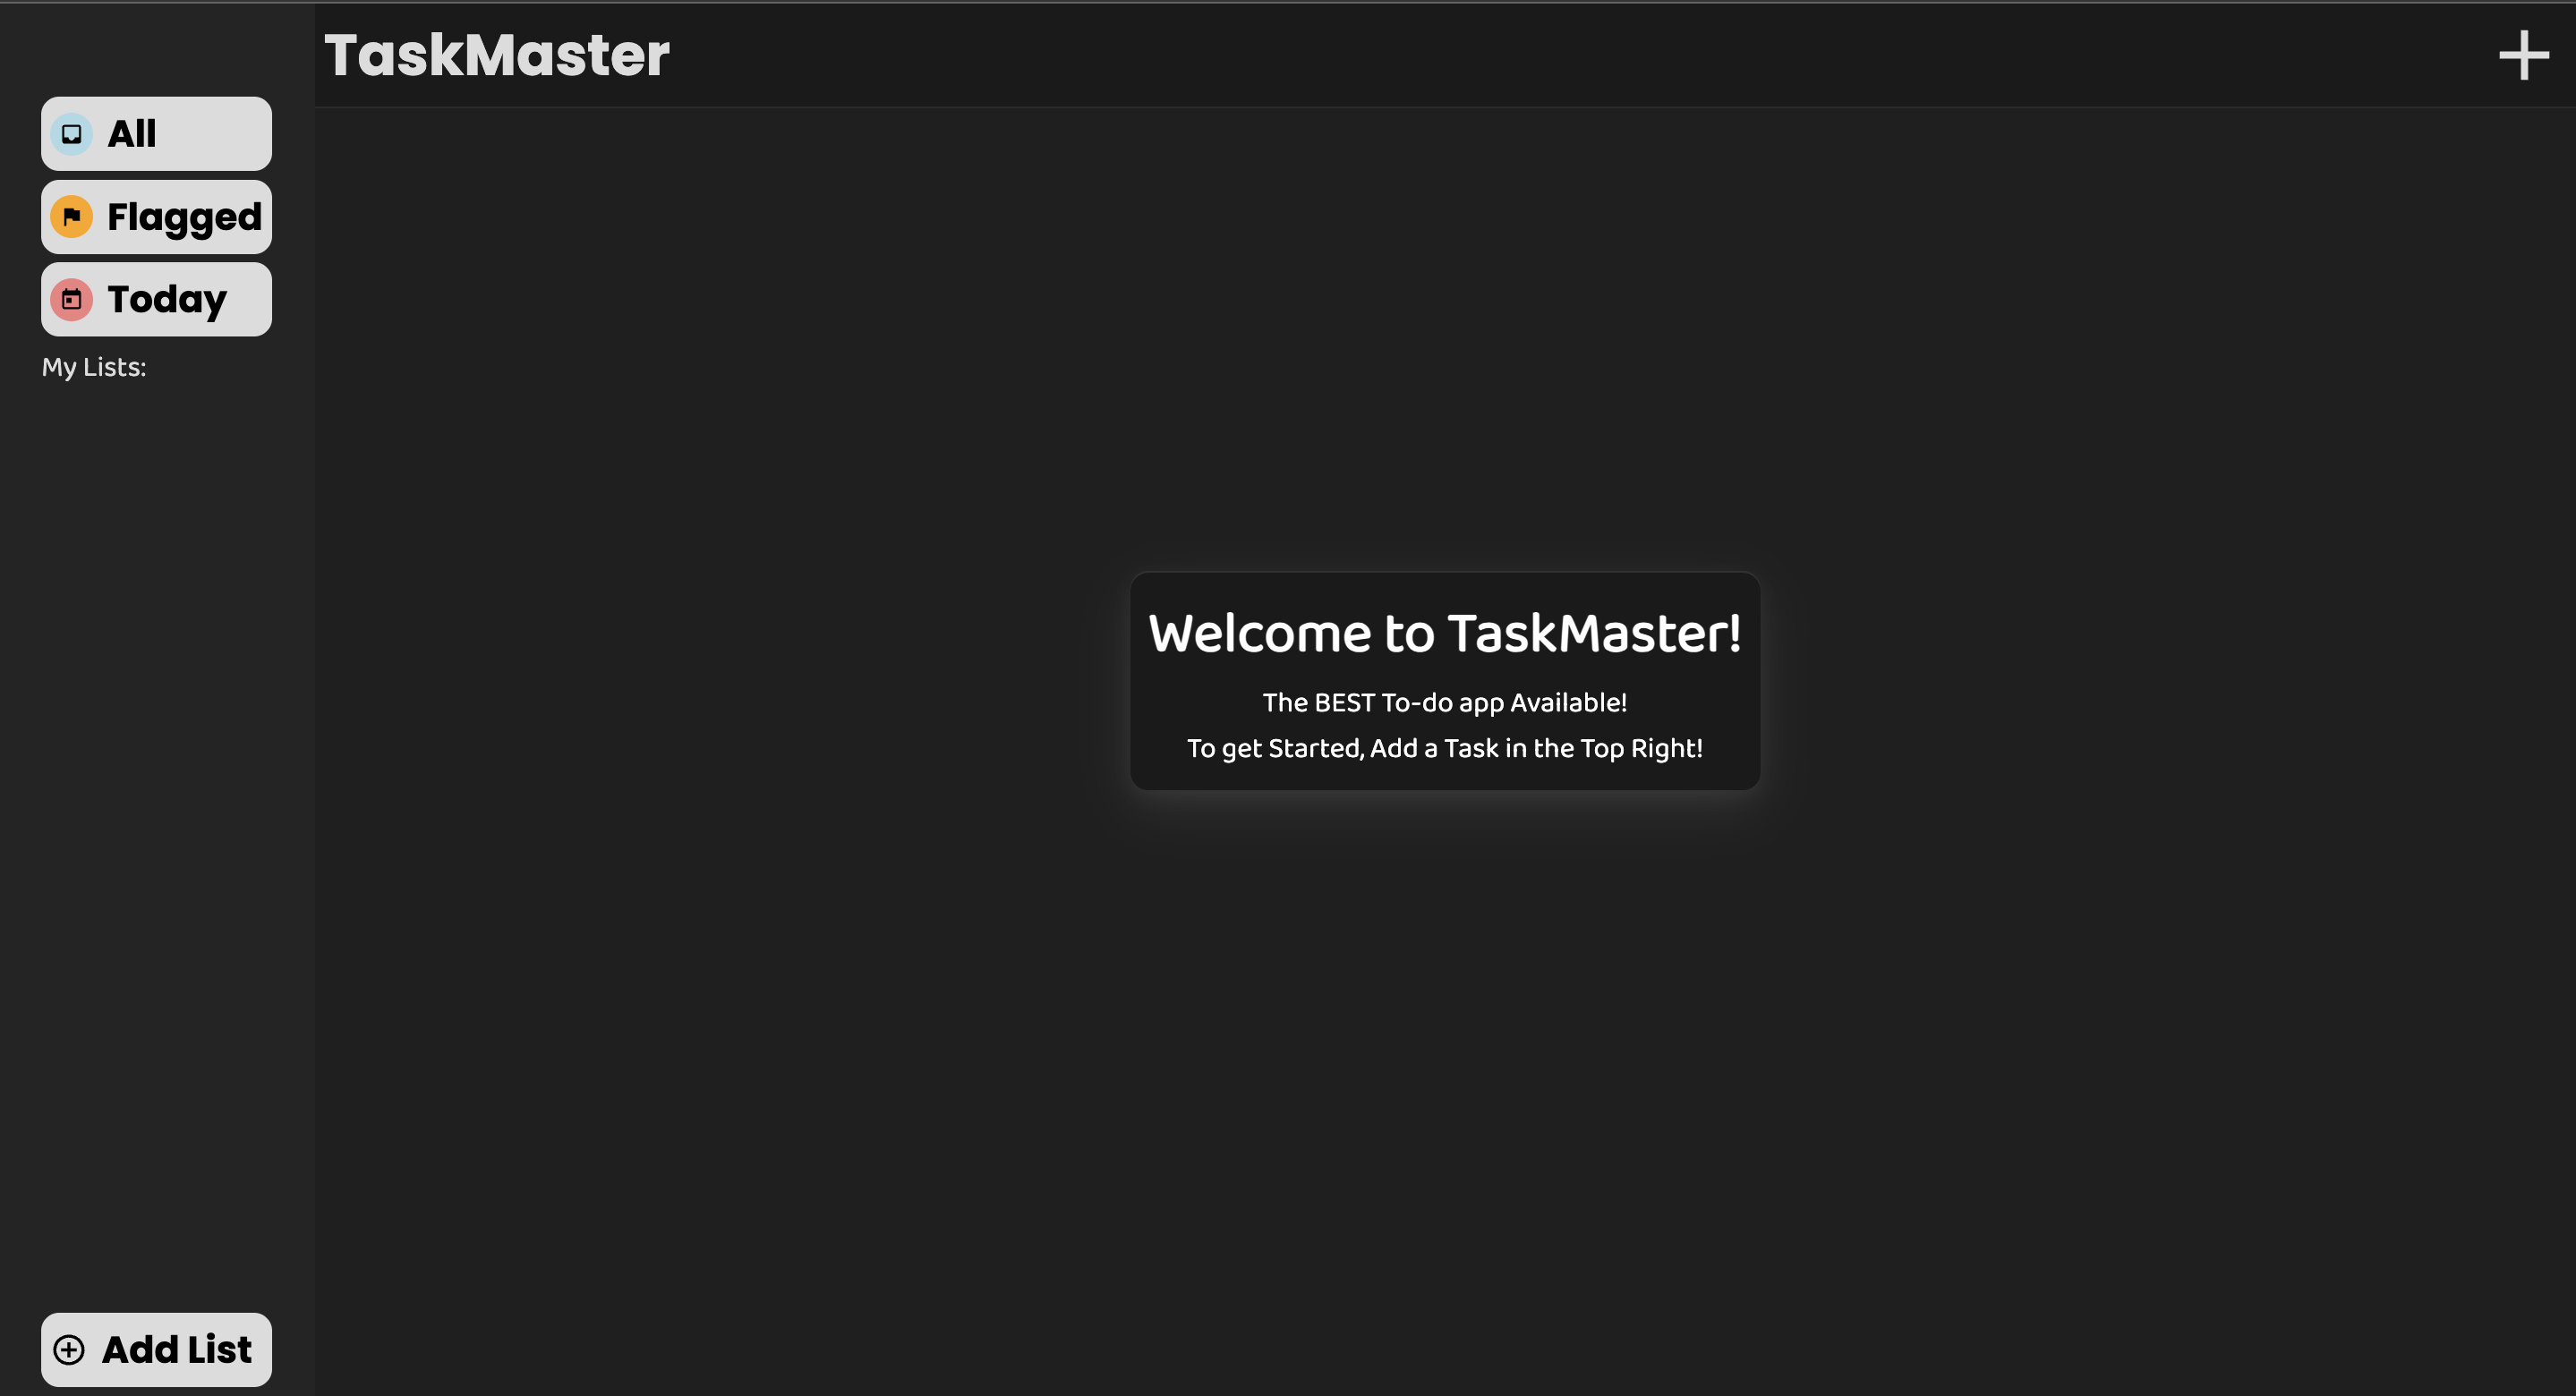 TaskMaster
All
Flagged
Today
My Lists:
Welcome to TaskMaster!
The BEST To-do app Available!
To get Started, Add a Task in the Top Right!
Add List